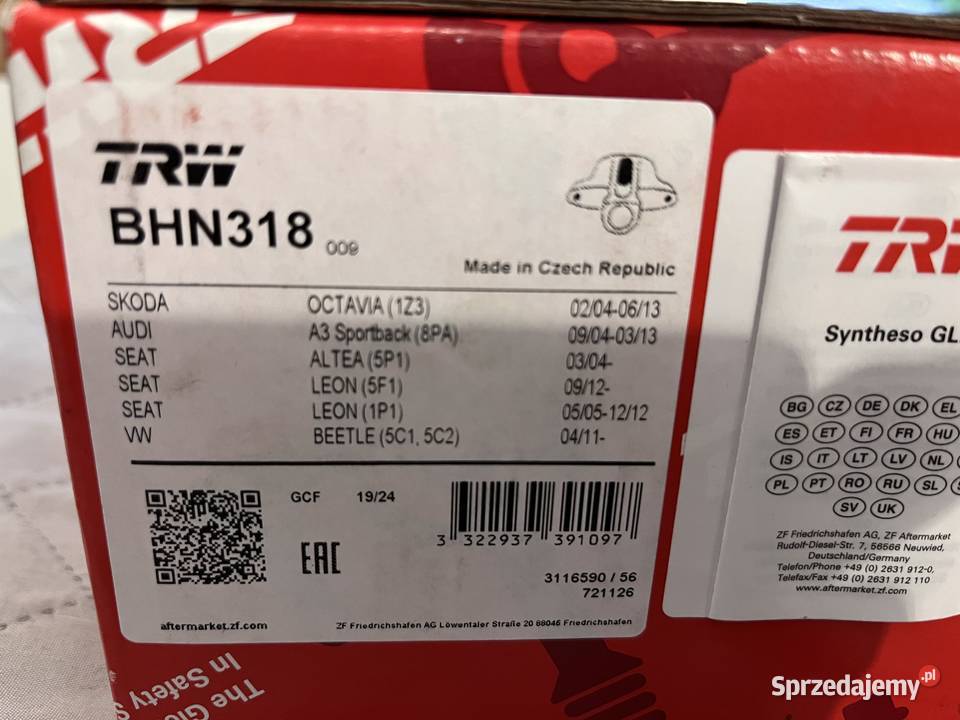 TRW
BHN318 009
Made in Czech Republic
SKODA OCTAVIA (1Z3) 02/04-06/13
AUDI A3 Sportback (8PA) 09/04-03/13
SEAT ALTEA (5P1) 03/04-
SEAT LEON (5F1) 09/12-
SEAT LEON (1P1) 05/05-12/12
VW BEETLE (5C1, 5C2) 04/11-
GCF 19/24
EAC
3 322937 391097
3116590 / 56
721126
aftermarket.zf.com
ZF Friedrichshafen AG Löwentaler Straße 20 88046 Friedrichshafen
The Glo
In Safety
TRW
Syntheso GL
BG CZ DE DK EL
ES ET FI FR HU
IS IT LT LV NL
PL PT RO RU SL
SV UK
ZF Friedrichshafen AG, ZF Aftermarket
Rudolf-Diesel-Str. 7, 56566 Neuwied,
Deutschland/Germany
Telefon/Phone +49 (0) 2631 912-0,
Telefax/Fax +49 (0) 2631 912 110
www.aftermarket.zf.com
Sprzedajemy.pl